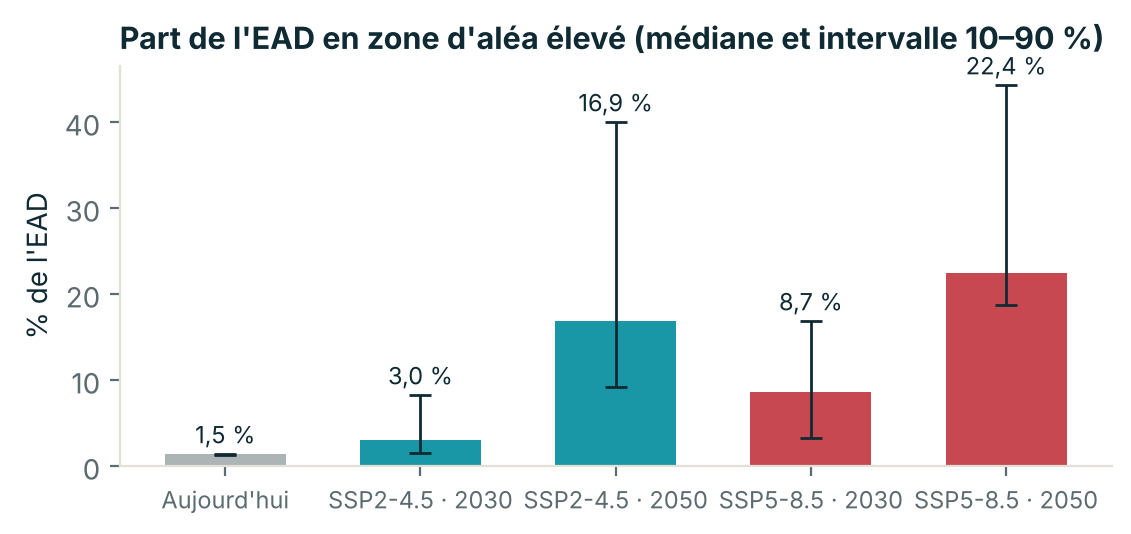 Part de l'EAD en zone d'aléa élevé (médiane et intervalle 10–90 %)
22,4 %
16,9 %
8,7 %
3,0 %
1,5 %
% de l'EAD
40
30
20
10
0
Aujourd'hui
SSP2-4.5 · 2030
SSP2-4.5 · 2050
SSP5-8.5 · 2030
SSP5-8.5 · 2050